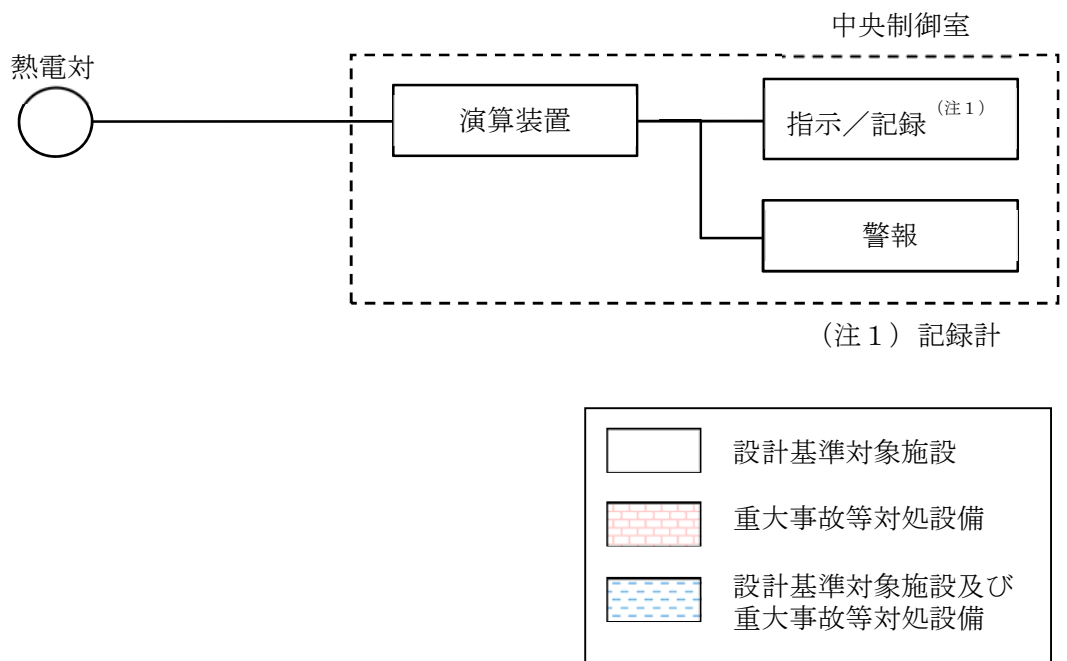 中央制御室
熱電対
演算装置
指示／記録（注１）
警報
（注１）記録計
設計基準対象施設
重大事故等対処設備
設計基準対象施設及び
重大事故等対処設備